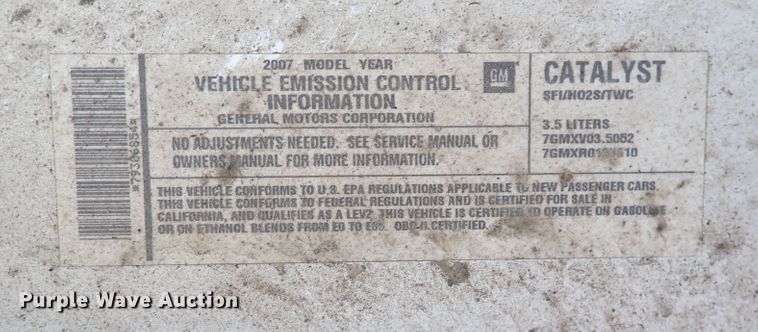 2007 MODEL YEAR
VEHICLE EMISSION CONTROL
INFORMATION
GENERAL MOTORS CORPORATION
GM
CATALYST
SFI/HO2S/TWC
3.5 LITERS
7GMXV03.5052
NO ADJUSTMENTS NEEDED. SEE SERVICE MANUAL OR
OWNERS MANUAL FOR MORE INFORMATION.
THIS VEHICLE CONFORMS TO U.S. EPA REGULATIONS APPLICABLE TO NEW PASSENGER CARS.
THIS VEHICLE CONFORMS TO FEDERAL REGULATIONS AND IS CERTIFIED FOR SALE IN
CALIFORNIA, AND QUALIFIES AS A LEV2. THIS VEHICLE IS CERTIFIED TO OPERATE ON GASOLINE
OR ON ETHANOL BLENDS FROM E0 TO E85. OBD-II.CERTIFIED.
Purple Wave Auction